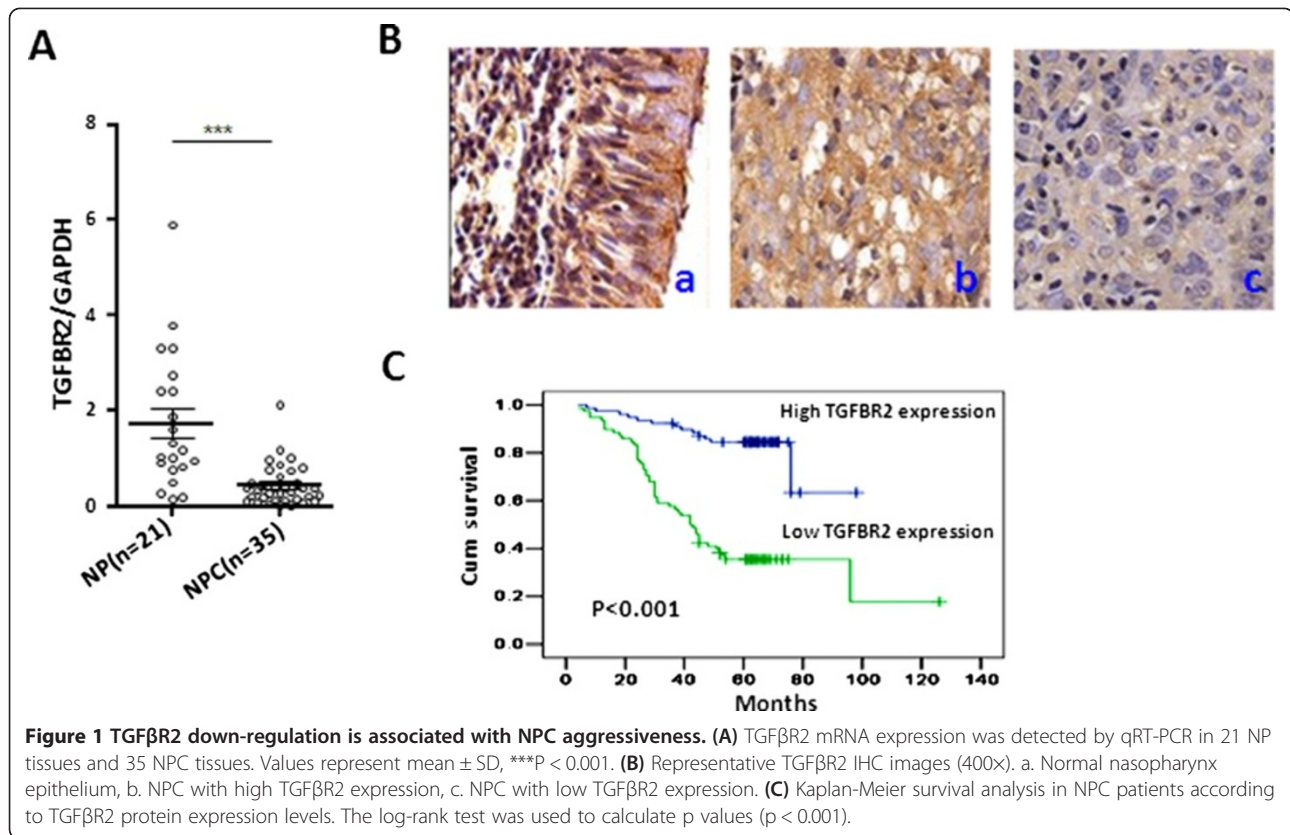 A
8
6
4
2
0
TGFBR2/GAPDH
***
NP(n=21)
NPC(n=35)
B
a
b
c
C
1.0
0.8
0.6
0.4
0.2
0.0
Cum survival
High TGFBR2 expression
Low TGFBR2 expression
P<0.001
0 20 40 60 80 100 120 140
Months
Figure 1 TGFβR2 down-regulation is associated with NPC aggressiveness. (A) TGFβR2 mRNA expression was detected by qRT-PCR in 21 NP
tissues and 35 NPC tissues. Values represent mean ± SD, ***P < 0.001. (B) Representative TGFβR2 IHC images (400×). a. Normal nasopharynx
epithelium, b. NPC with high TGFβR2 expression, c. NPC with low TGFβR2 expression. (C) Kaplan-Meier survival analysis in NPC patients according
to TGFβR2 protein expression levels. The log-rank test was used to calculate p values (p < 0.001).